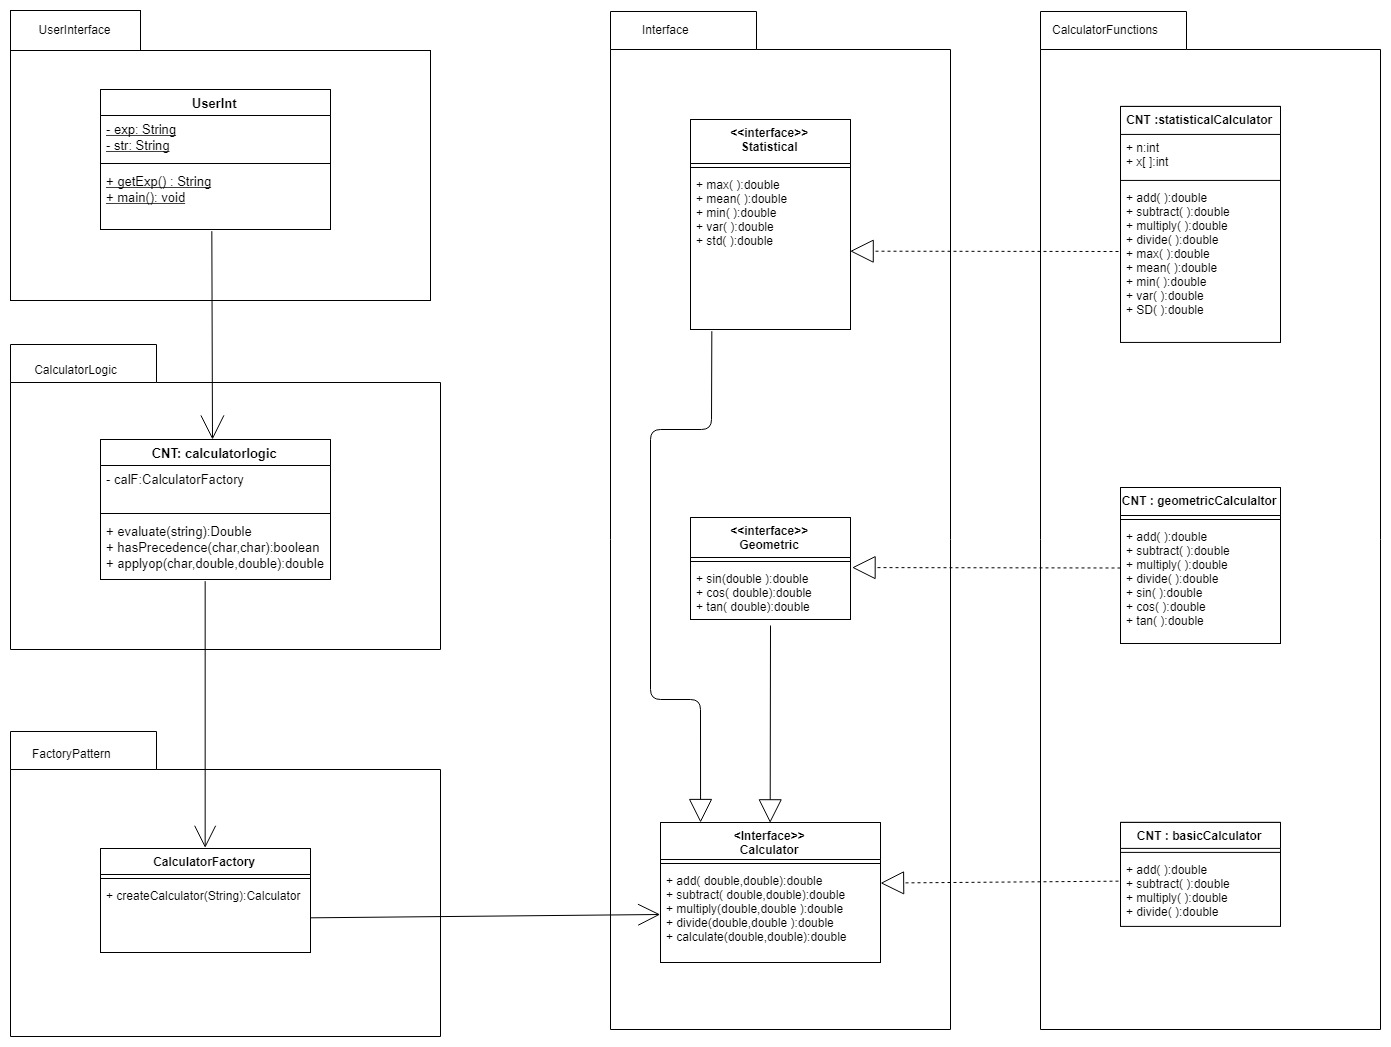 UserInterface
UserInt
- exp: String
- str: String
+ getExp() : String
+ main(): void
CalculatorLogic
CNT: calculatorlogic
- calF:CalculatorFactory
+ evaluate(string):Double
+ hasPrecedence(char,char):boolean
+ applyop(char,double,double):double
FactoryPattern
CalculatorFactory
+ createCalculator(String):Calculator
Interface
<<interface>>
Statistical
+ max( ):double
+ mean( ):double
+ min( ):double
+ var( ):double
+ std( ):double
<<interface>>
Geometric
+ sin(double ):double
+ cos( double):double
+ tan( double):double
<Interface>>
Calculator
+ add( double,double):double
+ subtract( double,double):double
+ multiply(double,double ):double
+ divide(double,double ):double
+ calculate(double,double):double
CalculatorFunctions
CNT :statisticalCalculator
+ n:int
+ x[ ]:int
+ add( ):double
+ subtract( ):double
+ multiply( ):double
+ divide( ):double
+ max( ):double
+ mean( ):double
+ min( ):double
+ var( ):double
+ SD( ):double
CNT : geometricCalculaltor
+ add( ):double
+ subtract( ):double
+ multiply( ):double
+ divide( ):double
+ sin( ):double
+ cos( ):double
+ tan( ):double
CNT : basicCalculator
+ add( ):double
+ subtract( ):double
+ multiply( ):double
+ divide( ):double